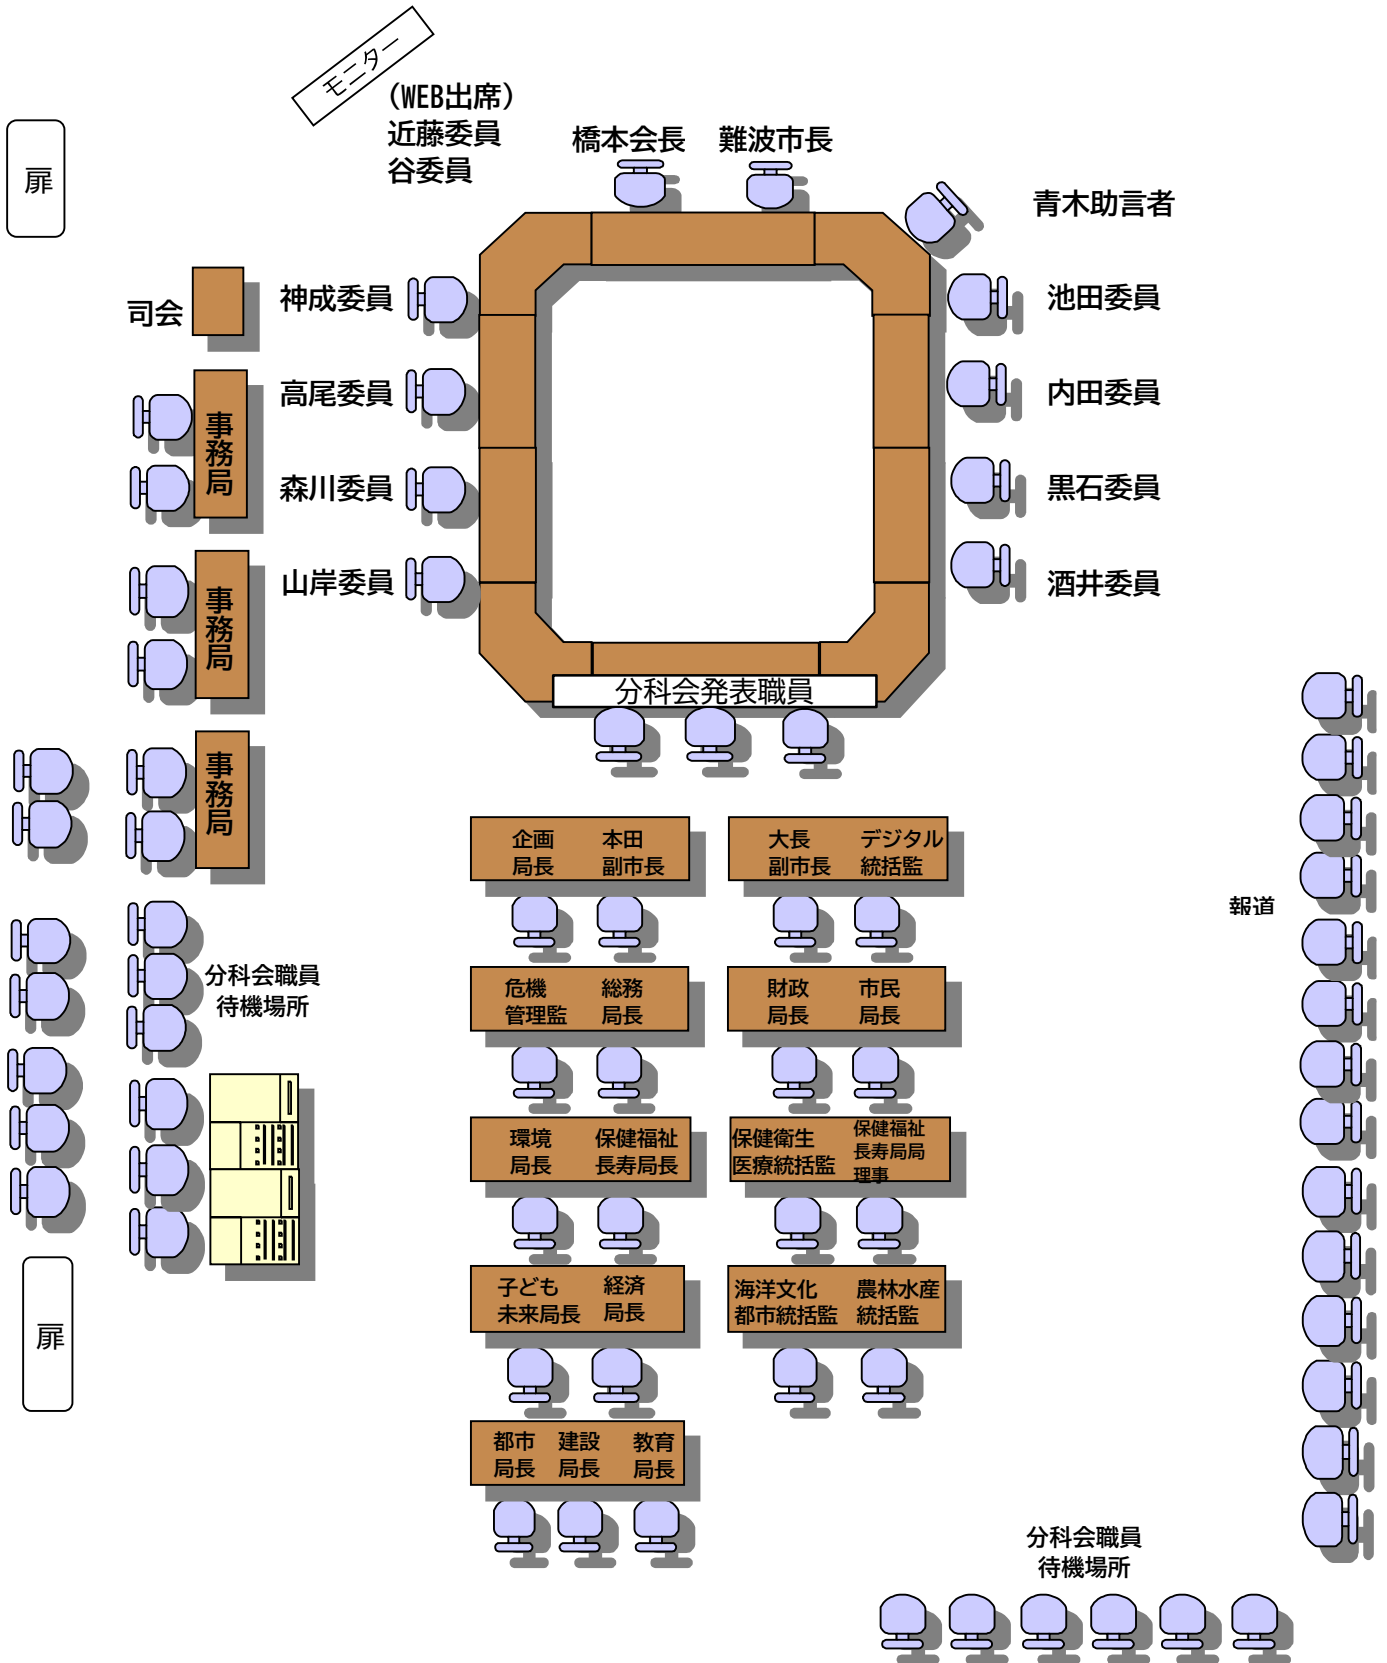 モニター
(WEB出席)
近藤委員
谷委員
橋本会長
難波市長
扉
青木助言者
司会
神成委員
池田委員
事務局
高尾委員
内田委員
森川委員
黒石委員
事務局
山岸委員
酒井委員
分科会発表職員
事務局
企画
局長
本田
副市長
大長
副市長
デジタル
統括監
報道
分科会職員
待機場所
危機
管理監
総務
局長
財政
局長
市民
局長
環境
局長
保健福祉
長寿局長
保健衛生
医療統括監
保健福祉
長寿局局
理事
扉
子ども
未来局長
経済
局長
海洋文化
都市統括監
農林水産
統括監
都市
局長
建設
局長
教育
局長
分科会職員
待機場所